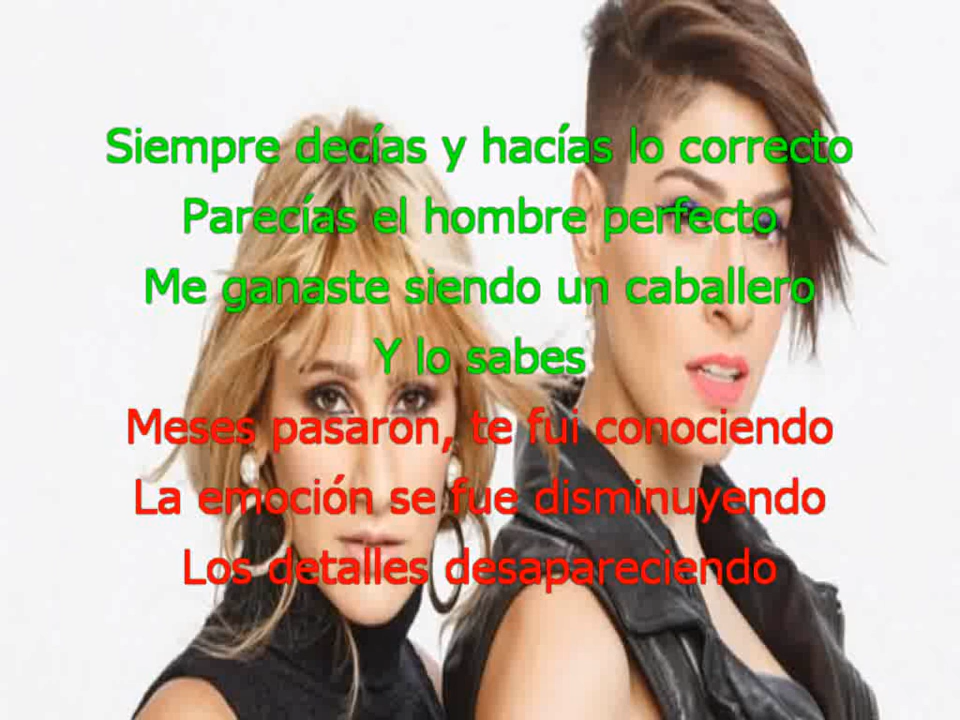 Siempre decías y hacías lo correcto
Parecías el hombre perfecto
Me ganaste siendo un caballero
Y lo sabes
Meses pasaron, te fui conociendo
La emoción se fue disminuyendo
Los detalles desapareciendo